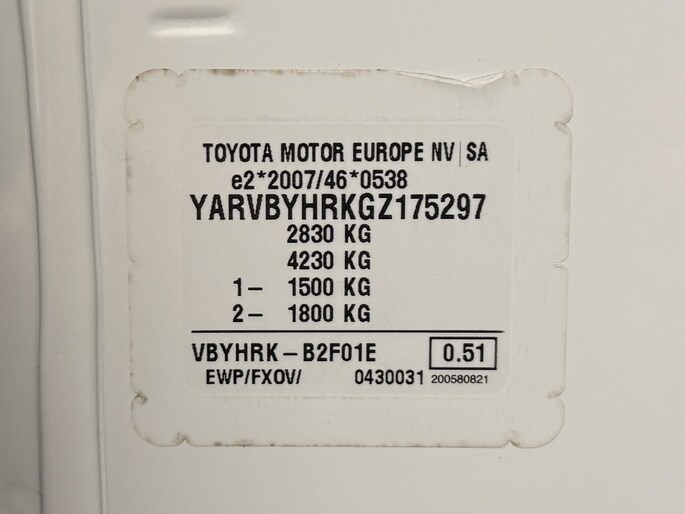 TOYOTA MOTOR EUROPE NV|SA
e2*2007/46*0538
YARVBYHRKGZ175297
2830 KG
4230 KG
1– 1500 KG
2– 1800 KG
VBYHRK–B2F01E 0.51
EWP/FXOV/ 0430031 200580821